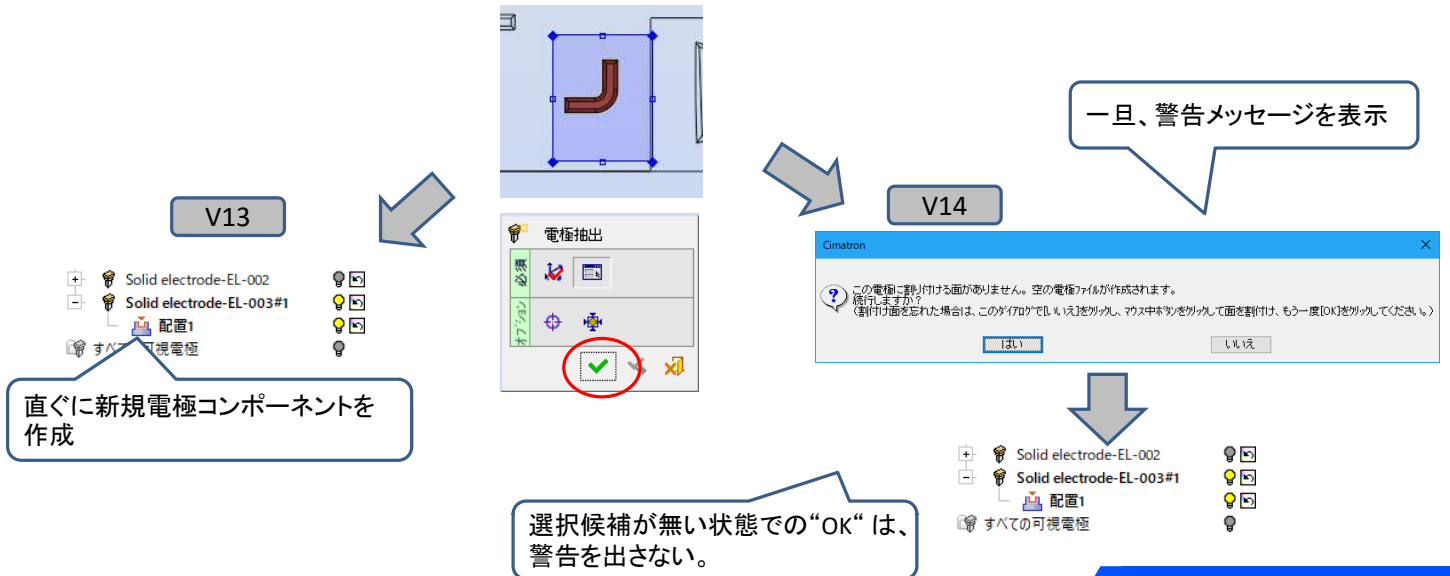 一旦、警告メッセージを表示
V13
V14
電極抽出
必須
オプション
Solid electrode-EL-002
Solid electrode-EL-003#1
配置1
すべての可視電極
直ぐに新規電極コンポーネントを
作成
Cimatron
この電極に割り付ける面がありません。空の電極ファイルが作成されます。
続行しますか?
(割付け面を忘れた場合は、このダイアログで[いいえ]をクリックし、マウス中ボタンをクリックして面を割付け、もう一度[OK]をクリックしてください。)
はい
いいえ
Solid electrode-EL-002
Solid electrode-EL-003#1
配置1
すべての可視電極
選択候補が無い状態での“OK“ は、
警告を出さない。